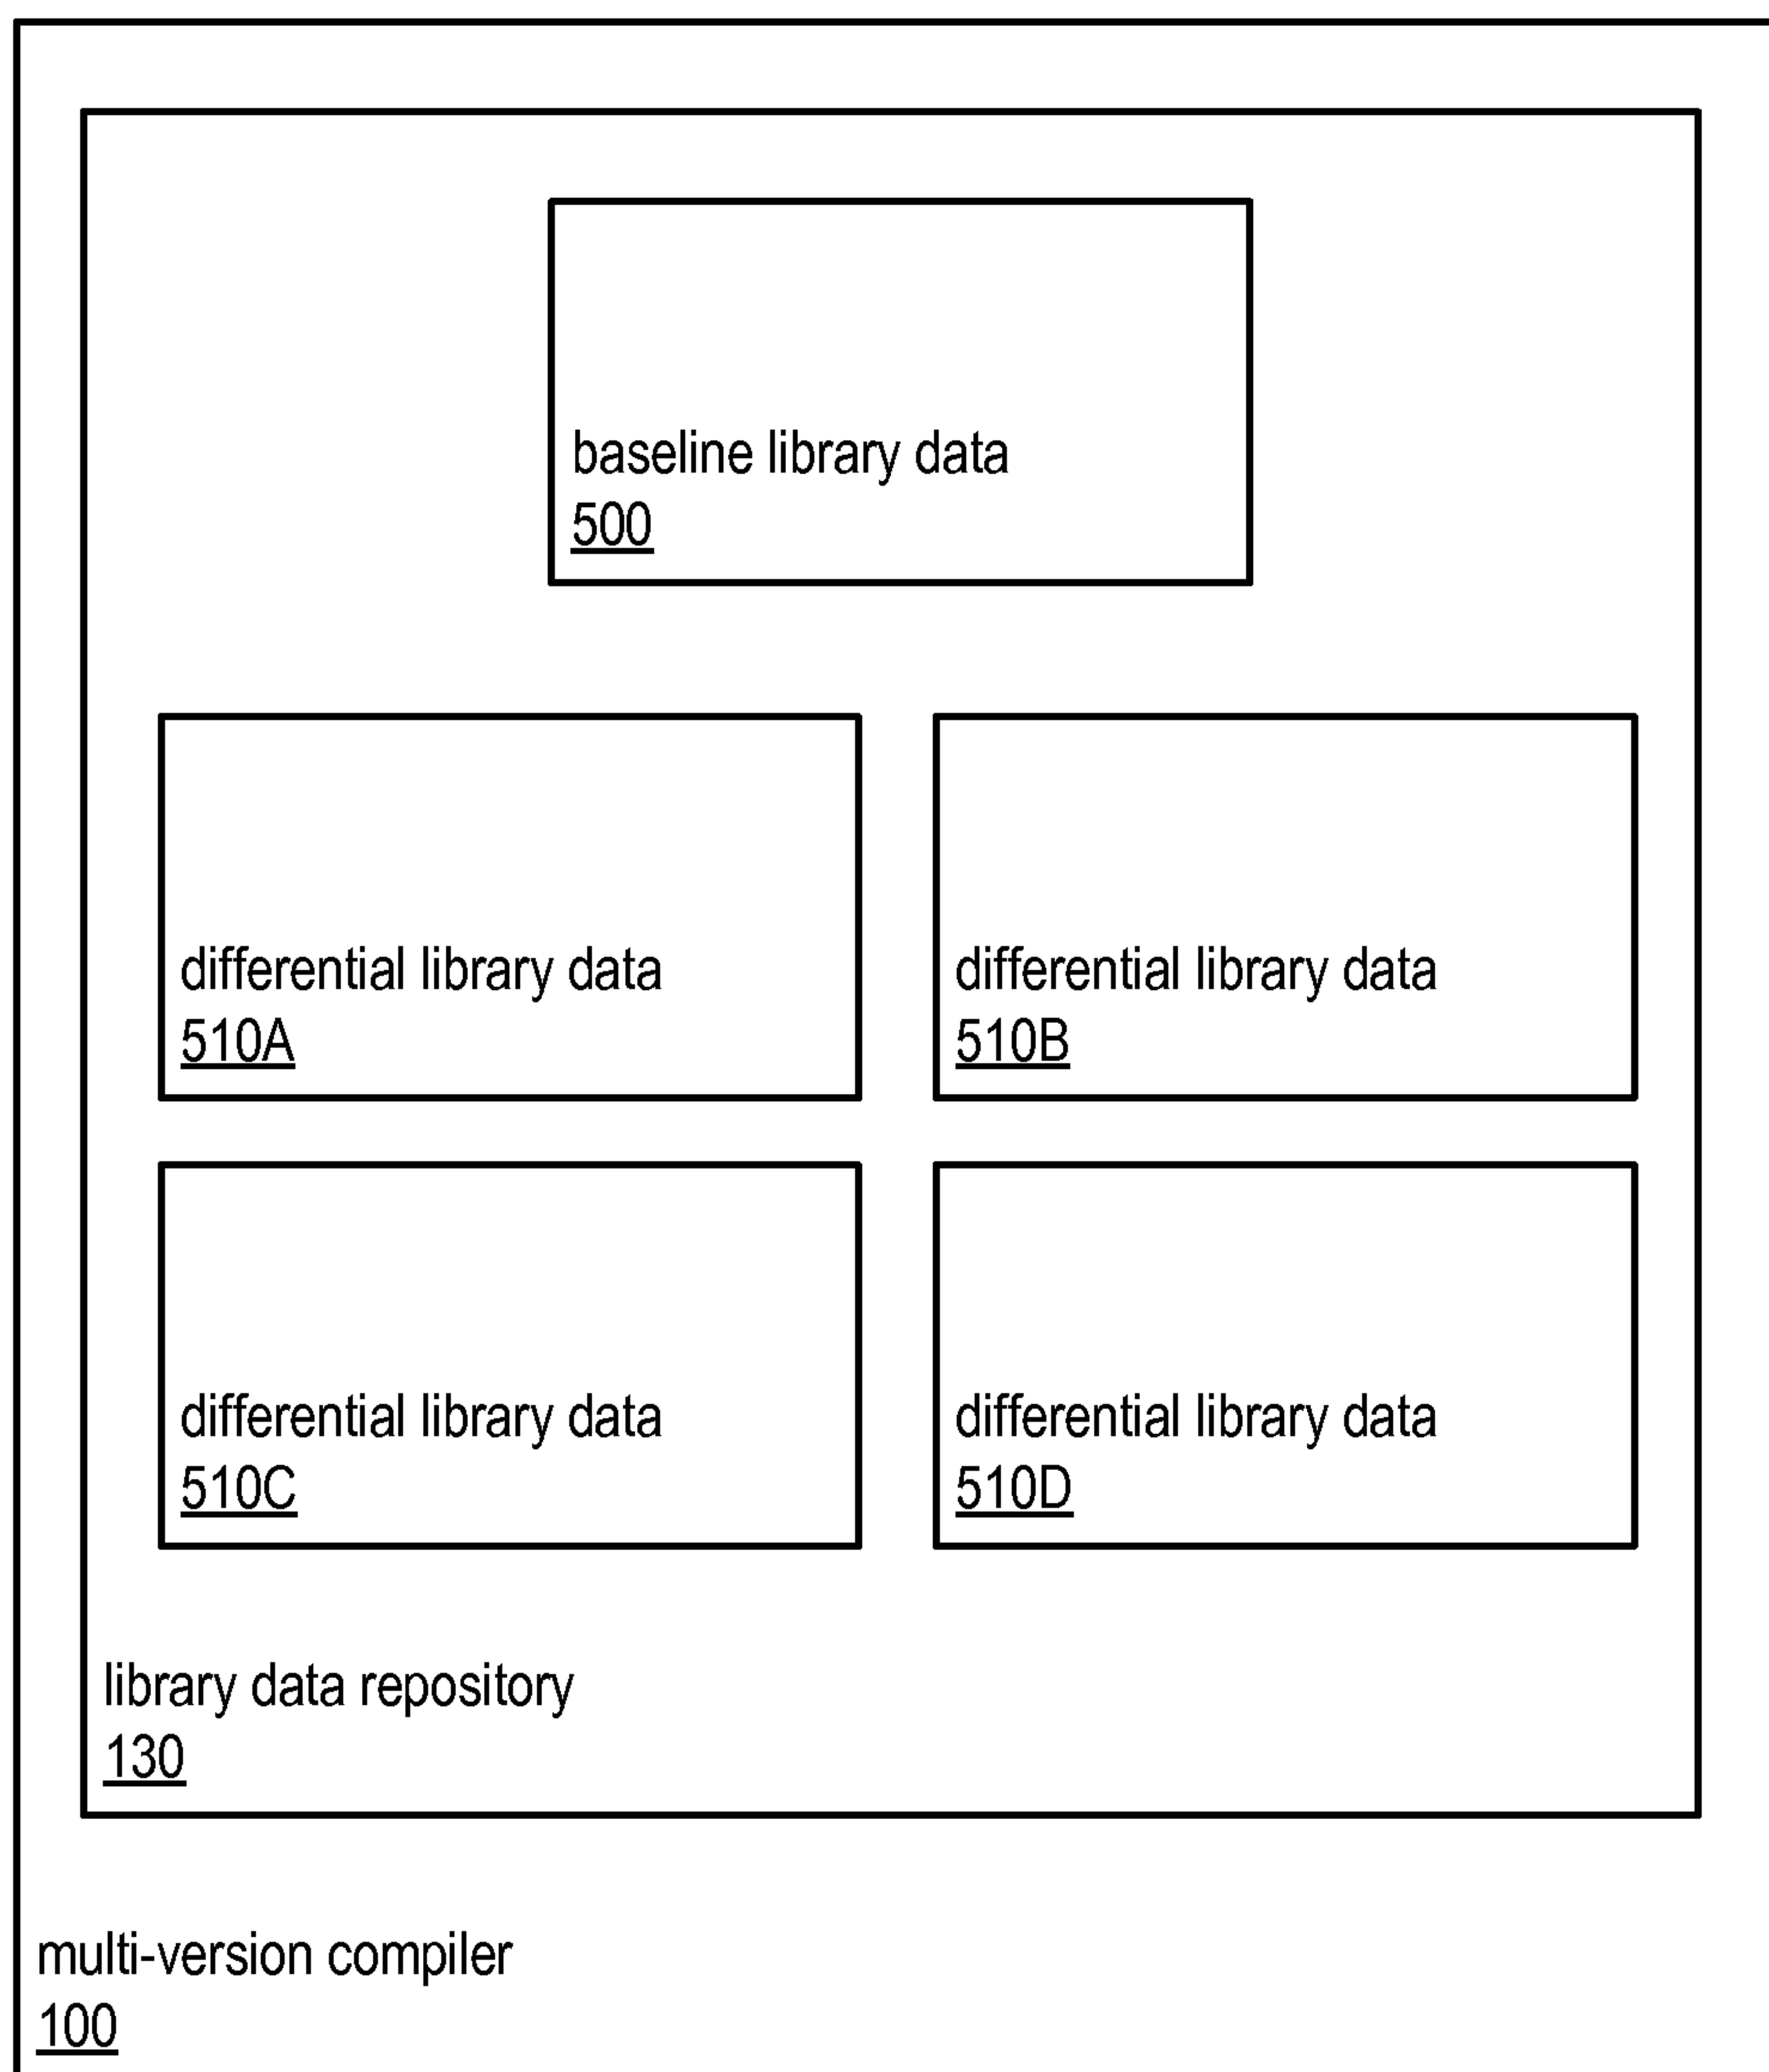 baseline library data
500
differential library data
510A
differential library data
510B
differential library data
510C
differential library data
510D
library data repository
130
multi-version compiler
100